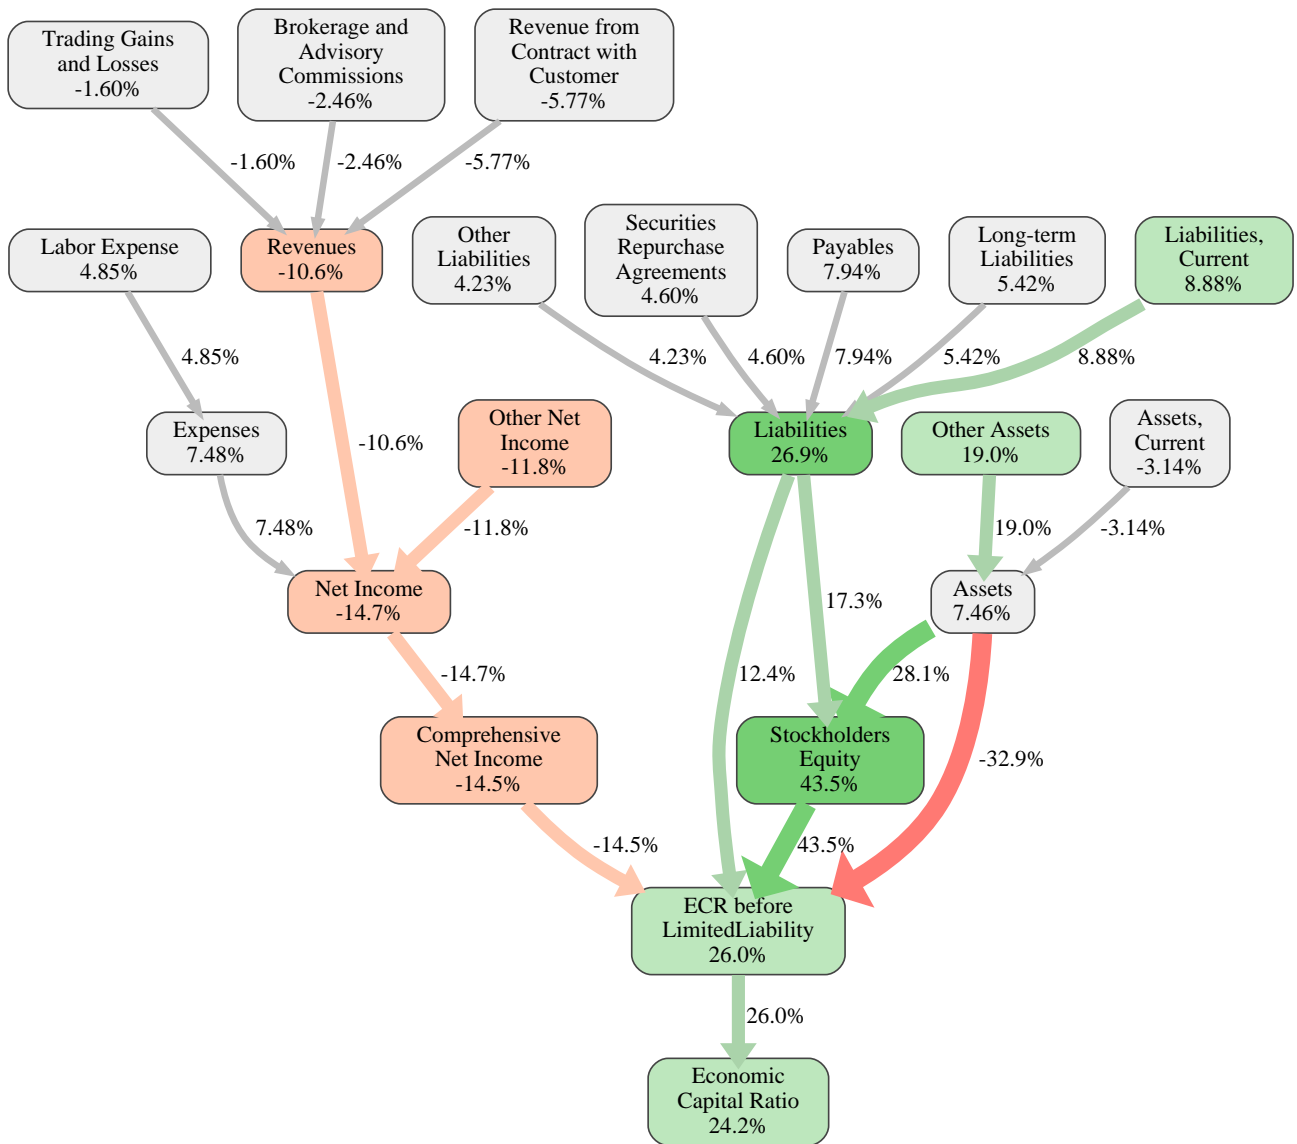 Trading Gains
and Losses
-1.60%
Brokerage and
Advisory
Commissions
-2.46%
Revenue from
Contract with
Customer
-5.77%
-1.60%
-2.46%
-5.77%
Labor Expense
4.85%
Revenues
-10.6%
Other
Liabilities
4.23%
Securities
Repurchase
Agreements
4.60%
Payables
7.94%
Long-term
Liabilities
5.42%
Liabilities,
Current
8.88%
4.85%
4.23%
4.60%
7.94%
5.42%
8.88%
Expenses
7.48%
-10.6%
Other Net
Income
-11.8%
Liabilities
26.9%
Other Assets
19.0%
Assets,
Current
-3.14%
7.48%
-11.8%
19.0%
-3.14%
Net Income
-14.7%
17.3%
Assets
7.46%
-14.7%
12.4%
28.1%
Comprehensive
Net Income
-14.5%
Stockholders
Equity
43.5%
-32.9%
-14.5%
43.5%
ECR before
LimitedLiability
26.0%
26.0%
Economic
Capital Ratio
24.2%